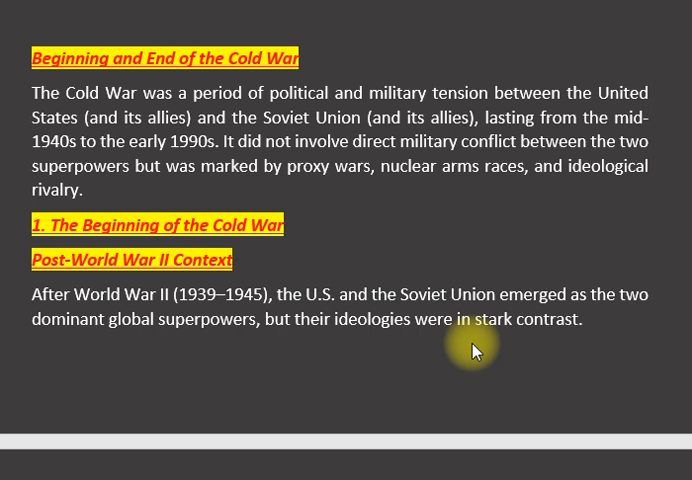 Beginning and End of the Cold War
The Cold War was a period of political and military tension between the United
States (and its allies) and the Soviet Union (and its allies), lasting from the mid-
1940s to the early 1990s. It did not involve direct military conflict between the two
superpowers but was marked by proxy wars, nuclear arms races, and ideological
rivalry.
1. The Beginning of the Cold War
Post-World War II Context
After World War II (1939–1945), the U.S. and the Soviet Union emerged as the two
dominant global superpowers, but their ideologies were in stark contrast.